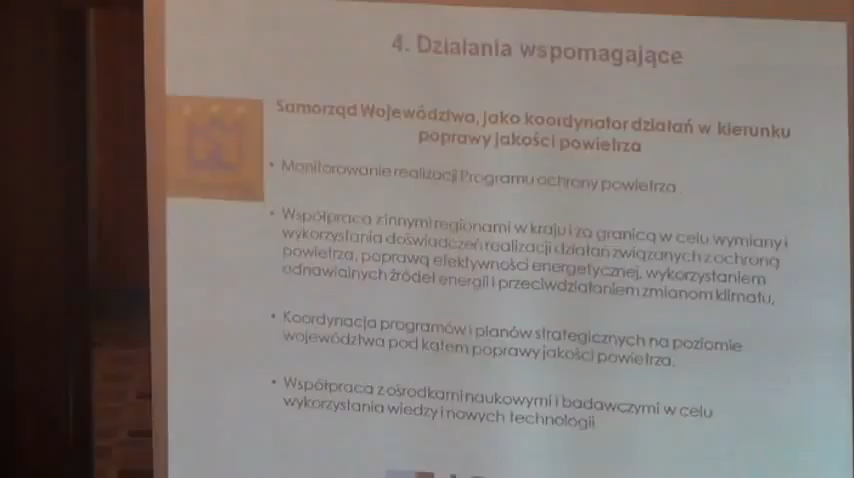 4. Działania wspomagające
Samorząd Województwa, jako koordynator działań w kierunku
poprawy jakości powietrza
• Monitorowanie realizacji Programu ochrony powietrza.
• Współpraca z innymi regionami w kraju i za granicą w celu wymiany i
wykorzystania doświadczeń realizacji działań związanych z ochroną
powietrza, poprawą efektywności energetycznej, wykorzystaniem
odnawialnych źródeł energii i przeciwdziałaniem zmianom klimatu.
• Koordynacja programów i planów strategicznych na poziomie
województwa pod kątem poprawy jakości powietrza.
• Współpraca z ośrodkami naukowymi i badawczymi w celu
wykorzystania wiedzy i nowych technologii